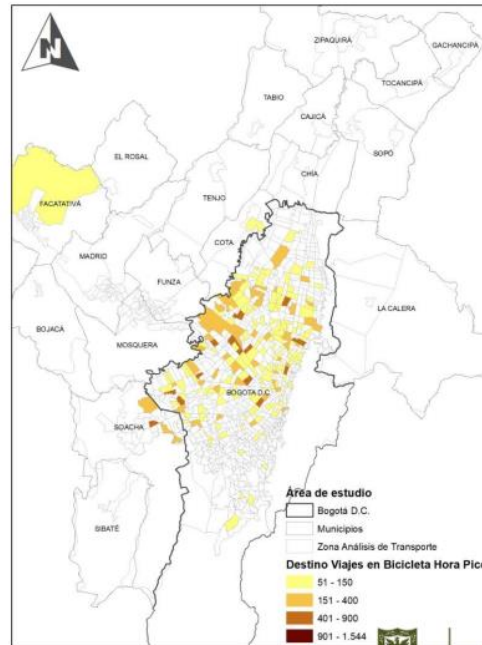 N
ZIPAQUIRÁ
GACHANCIPÁ
TOCANCIPÁ
TABIO
CAJICÁ
SOPÓ
EL ROSAL
CHÍA
TENJO
FACATATIVÁ
COTA
MADRID
FUNZA
LA CALERA
BOJACÁ
MOSQUERA
BOGOTÁ D.C
SOACHA
SIBATÉ
Área de estudio
Bogotá D.C.
Municipios
Zona Análisis de Transporte
Destino Viajes en Bicicleta Hora Pico
51 - 150
151 - 400
401 - 900
901 - 1.544